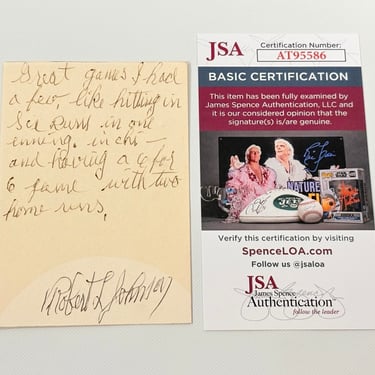 Great games I had
a few, like hitting in
six Runs in one
enning. in chi-
and having a 6 for
6 game with two
home runs.
Robert L Johnson
JSA
Certification Number:
AT95586
BASIC CERTIFICATION
This item has been fully examined by
James Spence Authentication, LLC and
it is our considered opinion that the
signature(s) is/are genuine.
NATURE
Verify this certification by visiting
SpenceLOA.com
Follow us @jsaloa
JSA
James Spence
Authentication
follow the leader